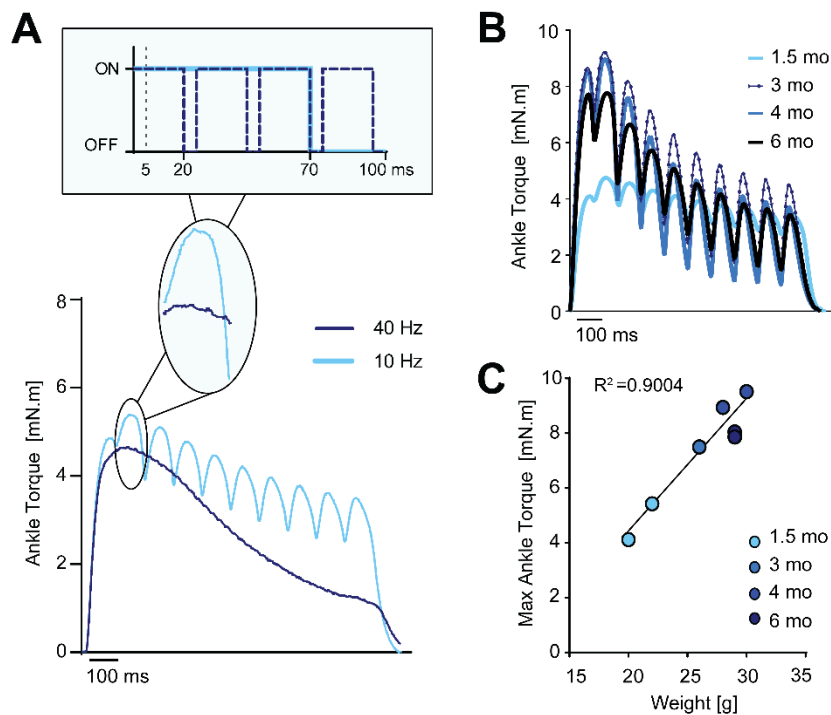 A
ON
OFF
5 20 70 100 ms
8
6
4
2
0
Ankle Torque [mN.m]
40 Hz
10 Hz
100 ms
B
10
8
6
4
2
0
Ankle Torque [mN.m]
1.5 mo
3 mo
4 mo
6 mo
100 ms
C
R²=0.9004
10
8
6
4
2
0
Max Ankle Torque [mN.m]
1.5 mo
3 mo
4 mo
6 mo
15 20 25 30 35
Weight [g]